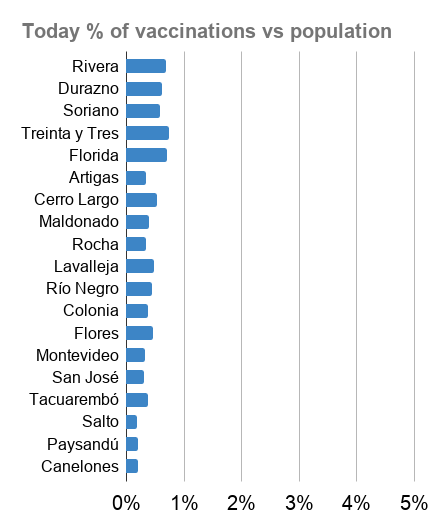 Today % of vaccinations vs population
Rivera
Durazno
Soriano
Treinta y Tres
Florida
Artigas
Cerro Largo
Maldonado
Rocha
Lavalleja
Río Negro
Colonia
Flores
Montevideo
San José
Tacuarembó
Salto
Paysandú
Canelones
0% 1% 2% 3% 4% 5%